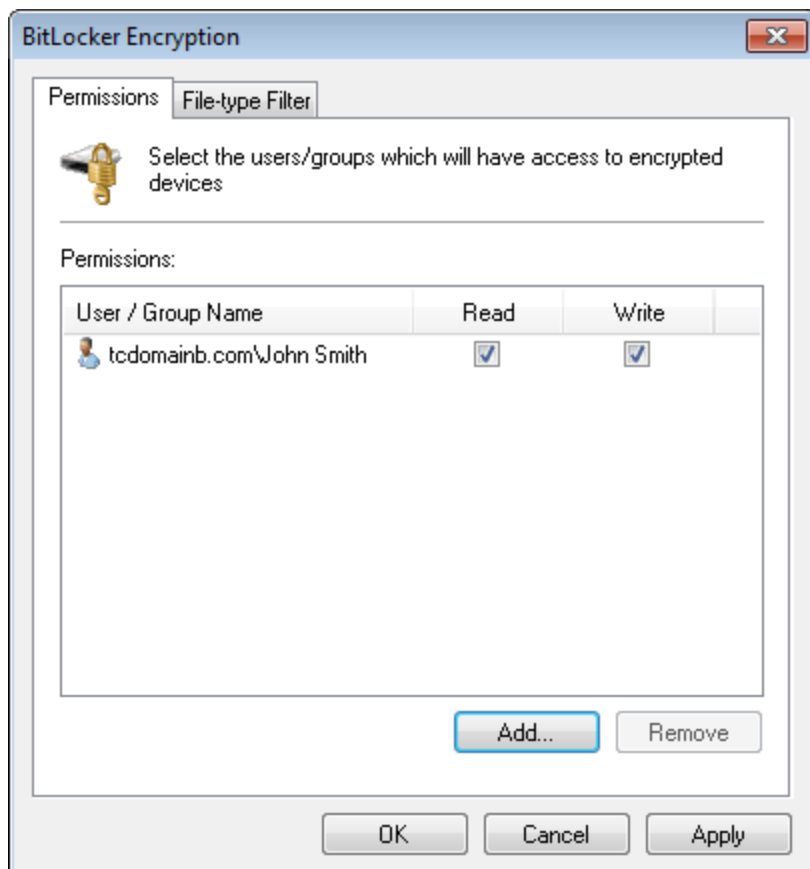 BitLocker Encryption
Permissions File-type Filter
Select the users/groups which will have access to encrypted
devices
Permissions:
User / Group Name Read Write
tcdomainb.com\John Smith
Add... Remove
OK Cancel Apply